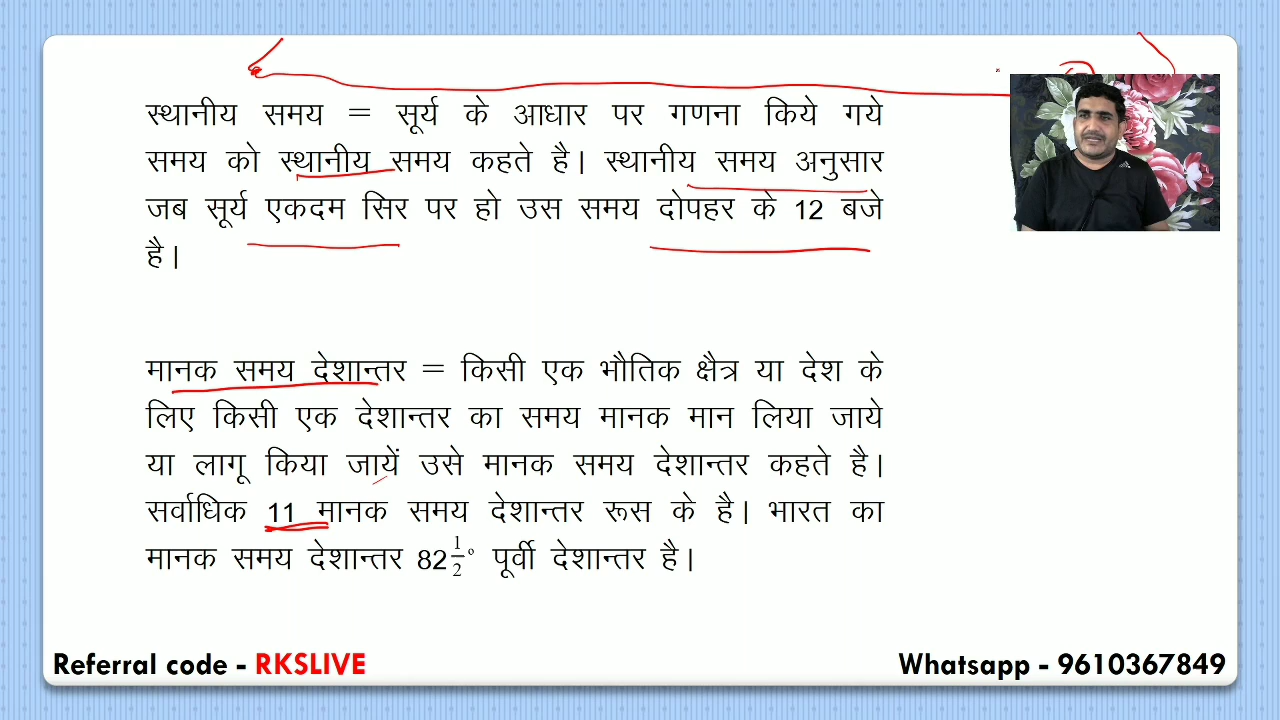 स्थानीय समय = सूर्य के आधार पर गणना किये गये
समय को स्थानीय समय कहते है। स्थानीय समय अनुसार
जब सूर्य एकदम सिर पर हो उस समय दोपहर के 12 बजे
है।
मानक समय देशान्तर = किसी एक भौतिक क्षैत्र या देश के
लिए किसी एक देशान्तर का समय मानक मान लिया जाये
या लागू किया जायें उसे मानक समय देशान्तर कहते है।
सर्वाधिक 11 मानक समय देशान्तर रूस के है। भारत का
मानक समय देशान्तर 82½° पूर्वी देशान्तर है।
Referral code - RKSLIVE
Whatsapp - 9610367849